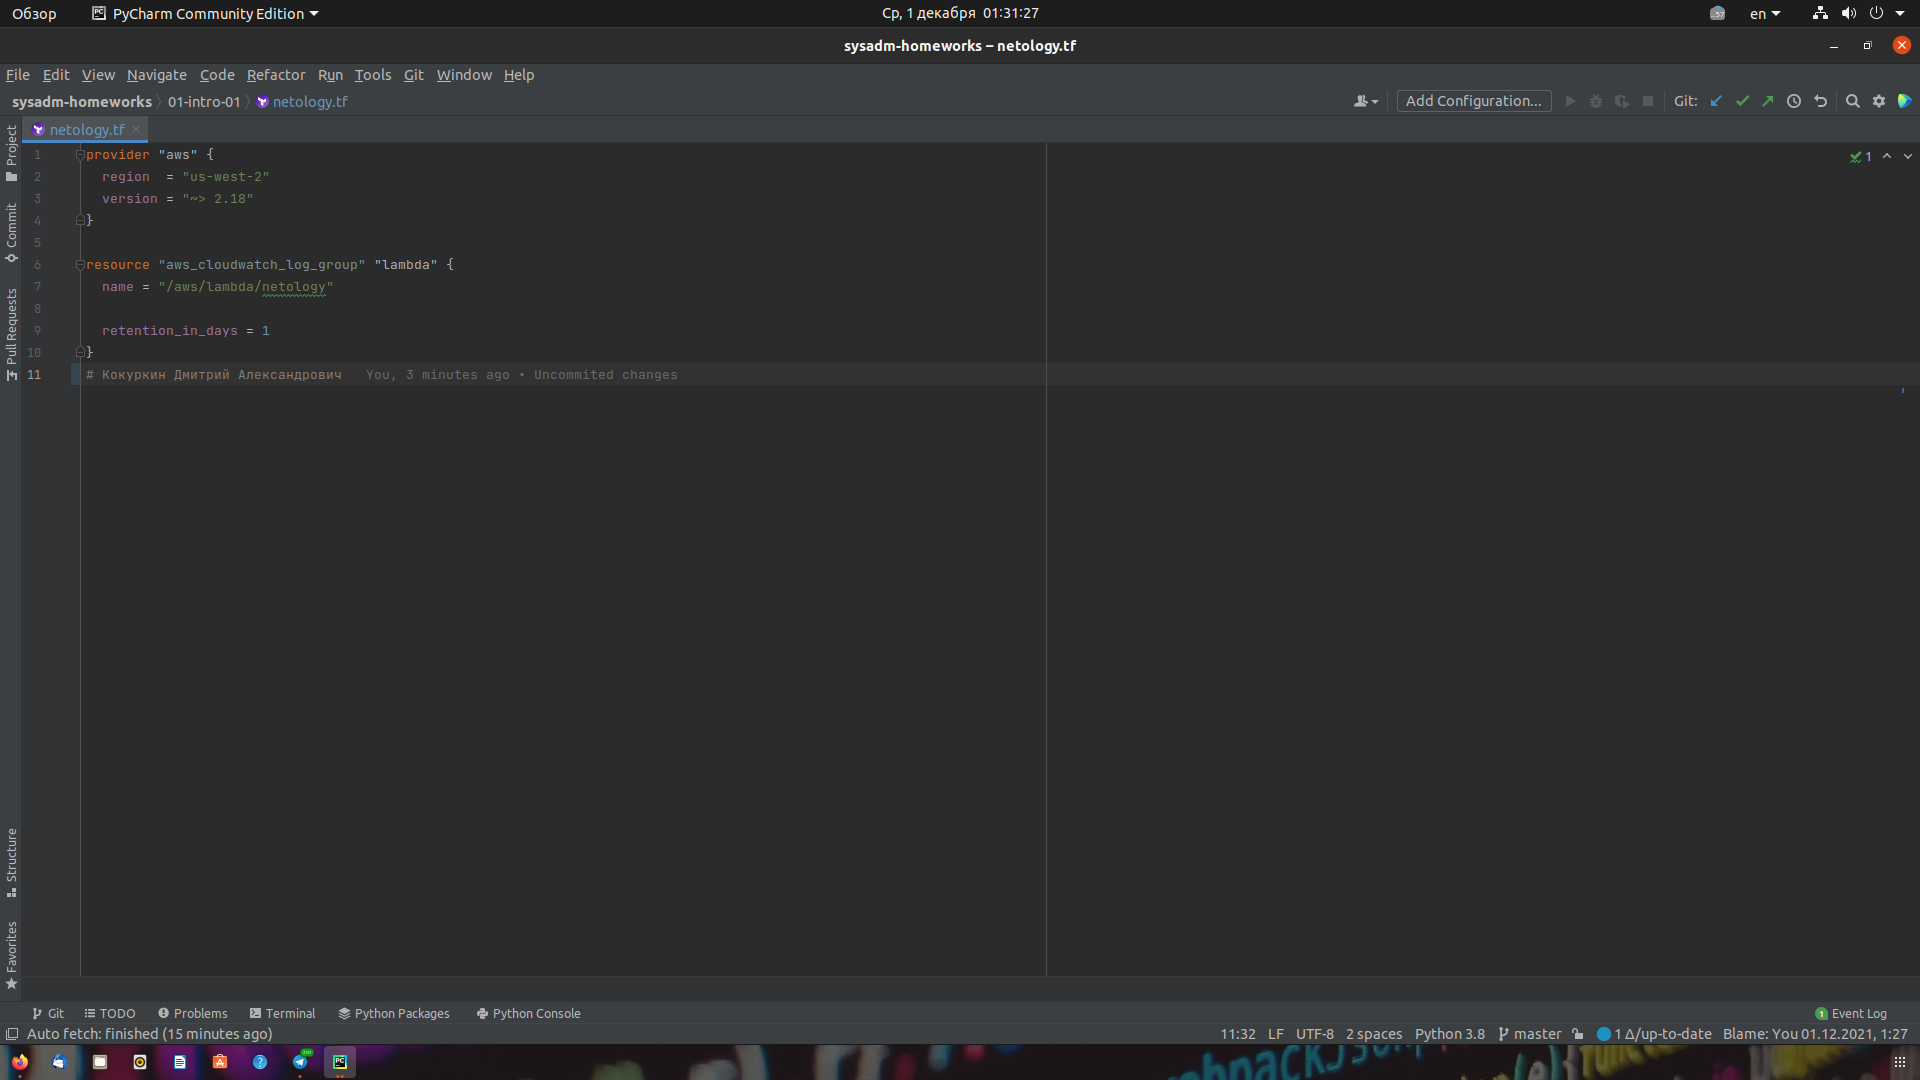 Обзор PyCharm Community Edition Ср, 1 декабря 01:31:27 en
sysadm-homeworks – netology.tf
File Edit View Navigate Code Refactor Run Tools Git Window Help
sysadm-homeworks 01-intro-01 netology.tf Add Configuration... Git:
netology.tf
Project
Commit
Pull Requests
Structure
Favorites
1 provider "aws" {
2 region = "us-west-2"
3 version = "~> 2.18"
4 }
5
6 resource "aws_cloudwatch_log_group" "lambda" {
7 name = "/aws/lambda/netology"
8
9 retention_in_days = 1
10 }
11 # Кокуркин Дмитрий Александрович You, 3 minutes ago • Uncommited changes
1
Git TODO Problems Terminal Python Packages Python Console 1 Event Log
Auto fetch: finished (15 minutes ago) 11:32 LF UTF-8 2 spaces Python 3.8 master 1 Δ/up-to-date Blame: You 01.12.2021, 1:27